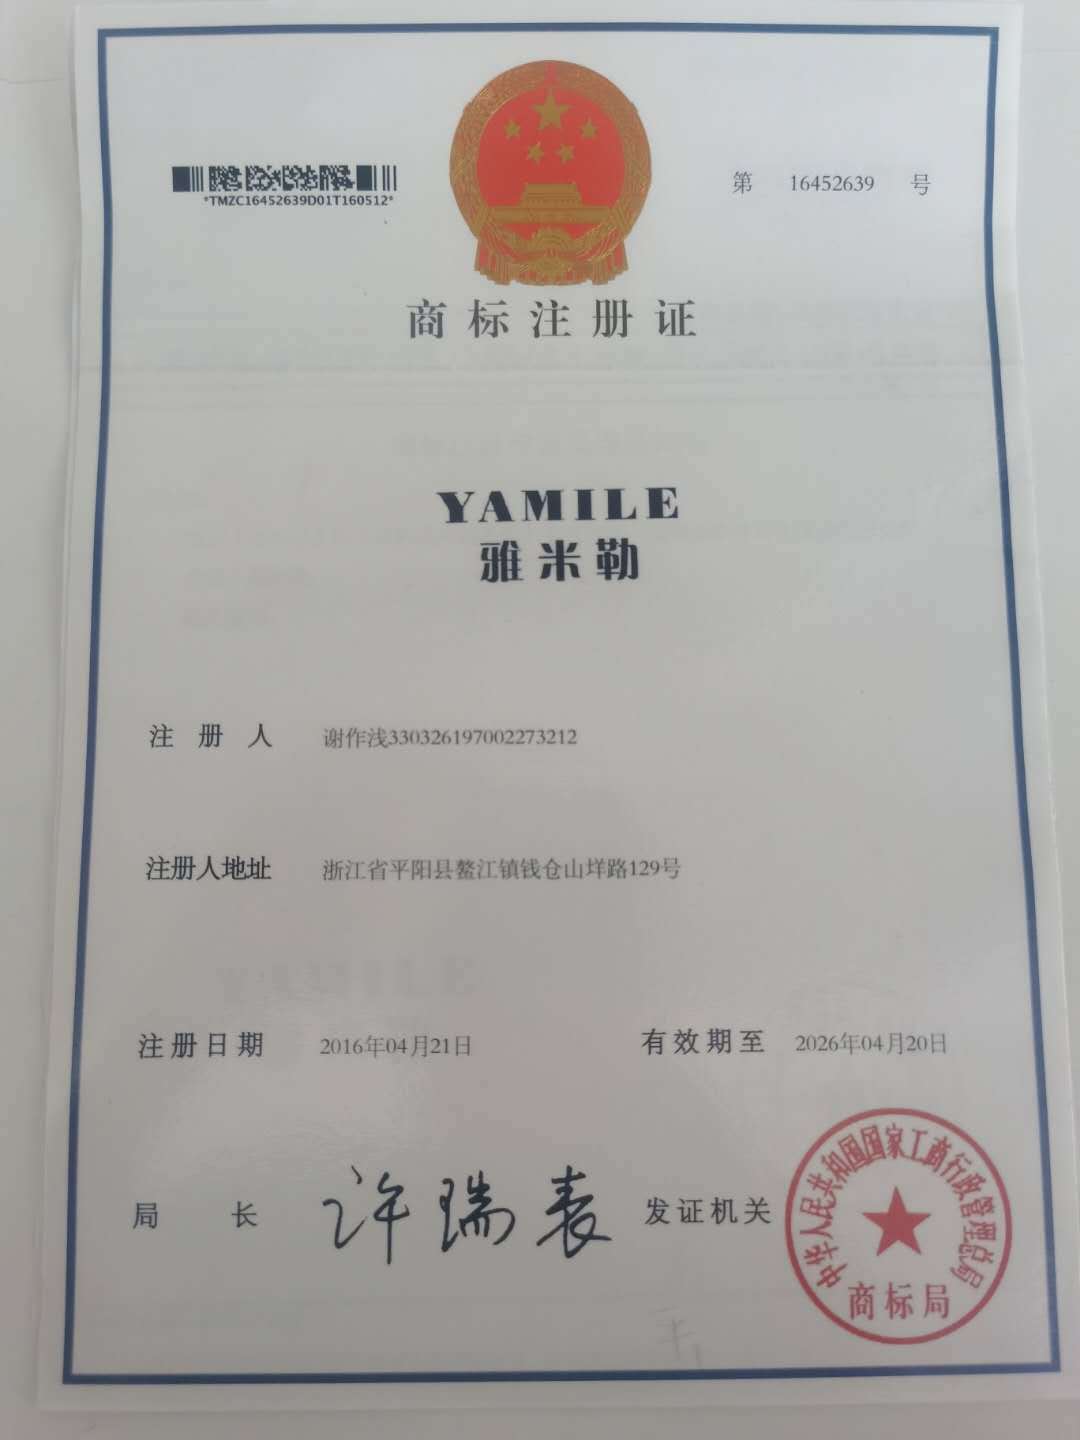 *TMZC16452639D01T160512*
第 16452639 号
商标注册证
YAMILE
雅米勒
注册人 谢作浅330326197002273212
注册人地址 浙江省平阳县鳌江镇钱仓山垟路129号
注册日期 2016年04月21日 有效期至 2026年04月20日
局长 许瑞表 发证机关
中华人民共和国国家工商行政管理总局
商标局